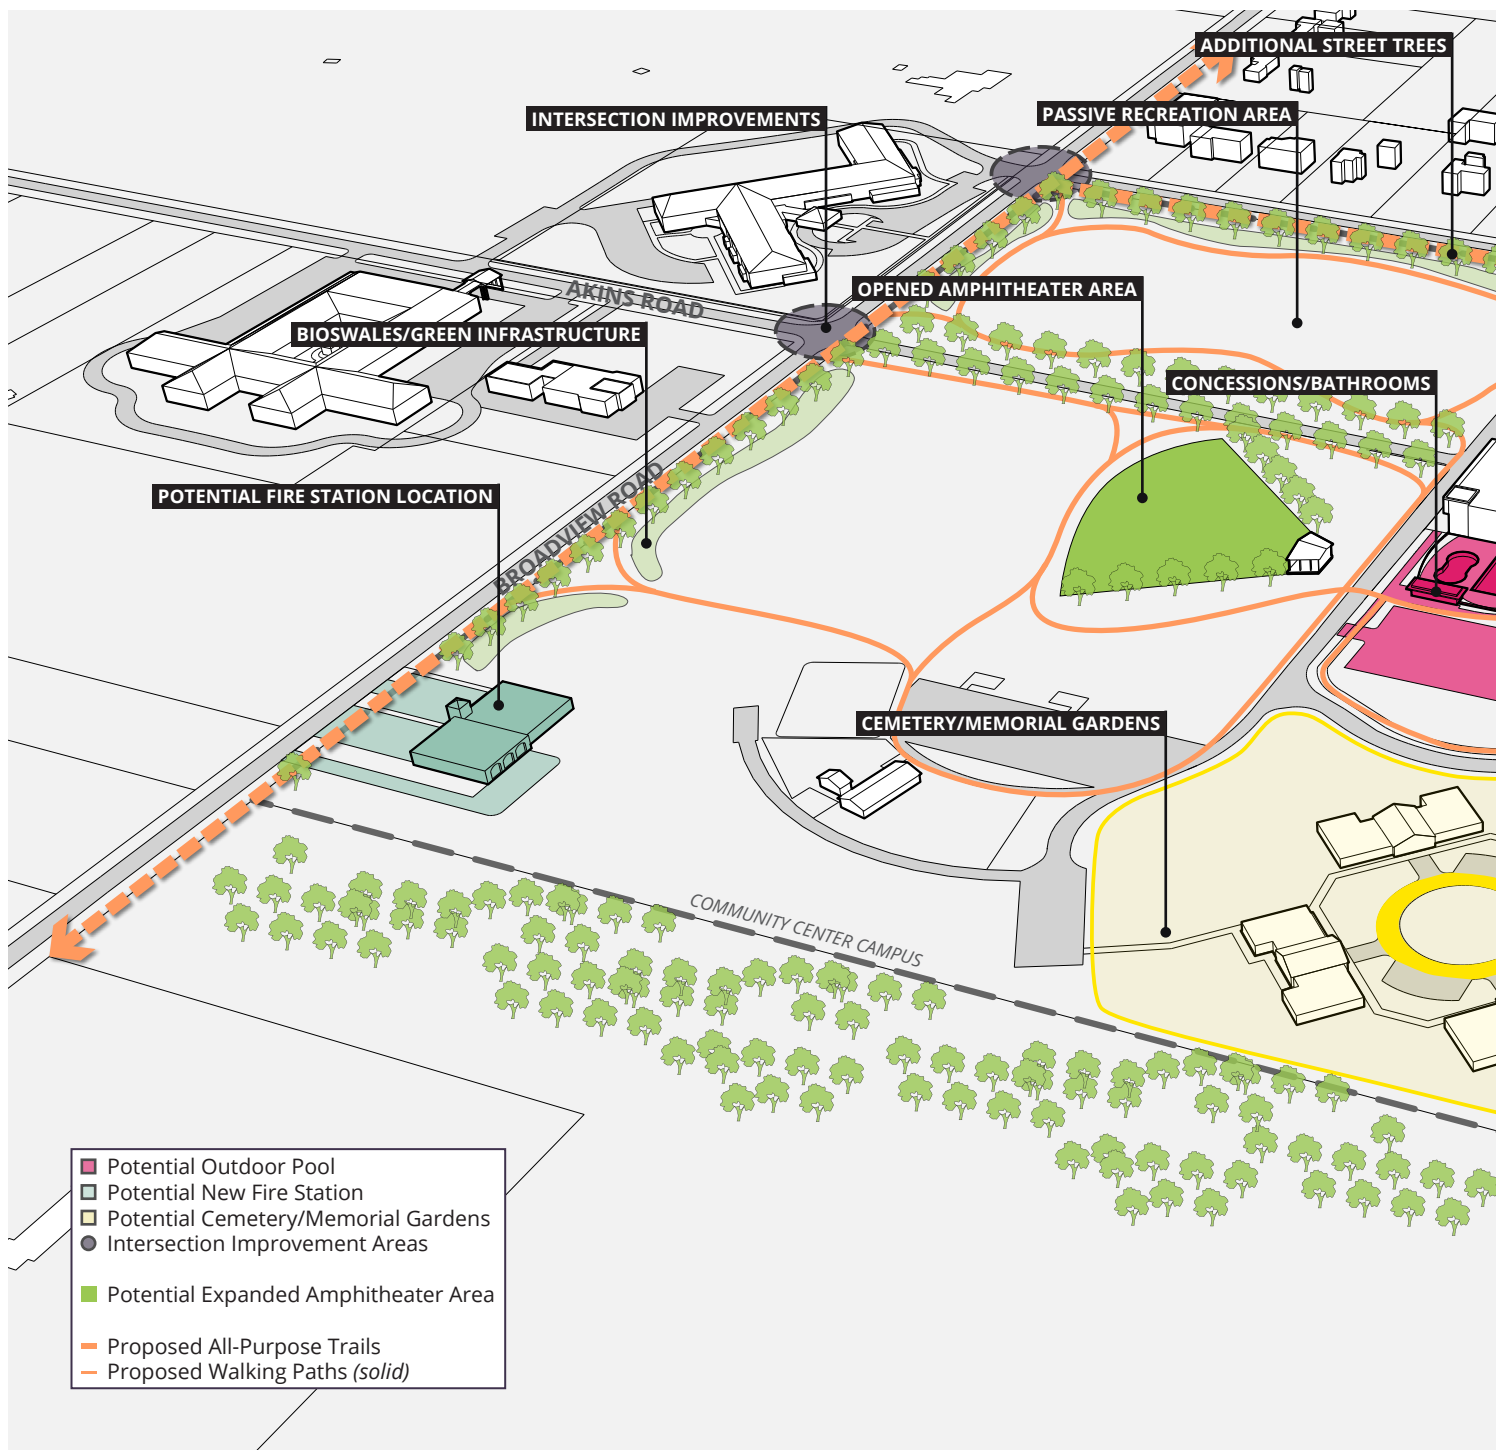 ADDITIONAL STREET TREES
PASSIVE RECREATION AREA
INTERSECTION IMPROVEMENTS
OPENED AMPHITHEATER AREA
AKINS ROAD
BIOSWALES/GREEN INFRASTRUCTURE
CONCESSIONS/BATHROOMS
POTENTIAL FIRE STATION LOCATION
BROADVIEW ROAD
CEMETERY/MEMORIAL GARDENS
COMMUNITY CENTER CAMPUS
Potential Outdoor Pool
Potential New Fire Station
Potential Cemetery/Memorial Gardens
Intersection Improvement Areas
Potential Expanded Amphitheater Area
Proposed All-Purpose Trails
Proposed Walking Paths (solid)